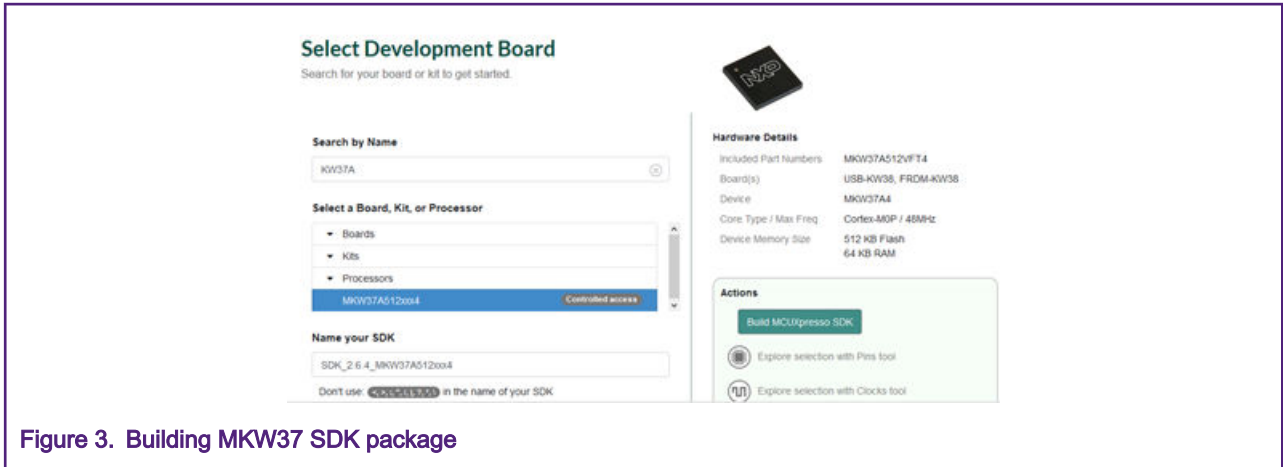 Select Development Board
Search for your board or kit to get started.
Search by Name
KW37A
Select a Board, Kit, or Processor
Boards
Kits
Processors
MKW37A512xxx4 Controlled access
Name your SDK
SDK_2.6.4_MKW37A512xxx4
Don't use: in the name of your SDK
NXP
Hardware Details
Included Part Numbers MKW37A512VFT4
Board(s) USB-KW38, FRDM-KW38
Device MKW37A4
Core Type / Max Freq Cortex-M0P / 48MHz
Device Memory Size 512 KB Flash
64 KB RAM
Actions
Build MCUXpresso SDK
Explore selection with Pins tool
Explore selection with Clocks tool
Figure 3. Building MKW37 SDK package